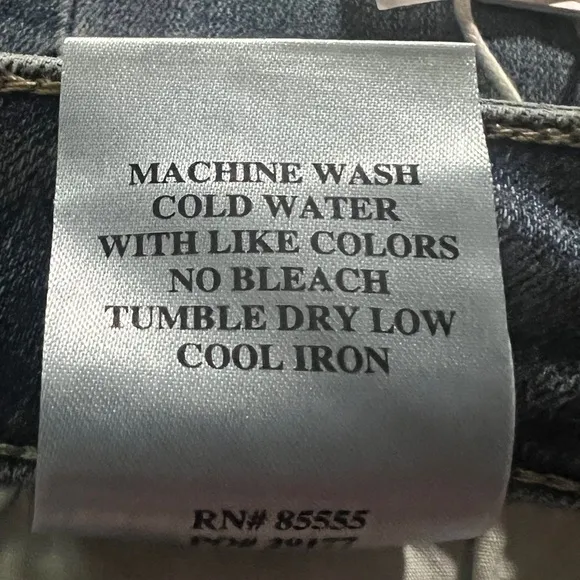 MACHINE WASH
COLD WATER
WITH LIKE COLORS
NO BLEACH
TUMBLE DRY LOW
COOL IRON
RN# 85555